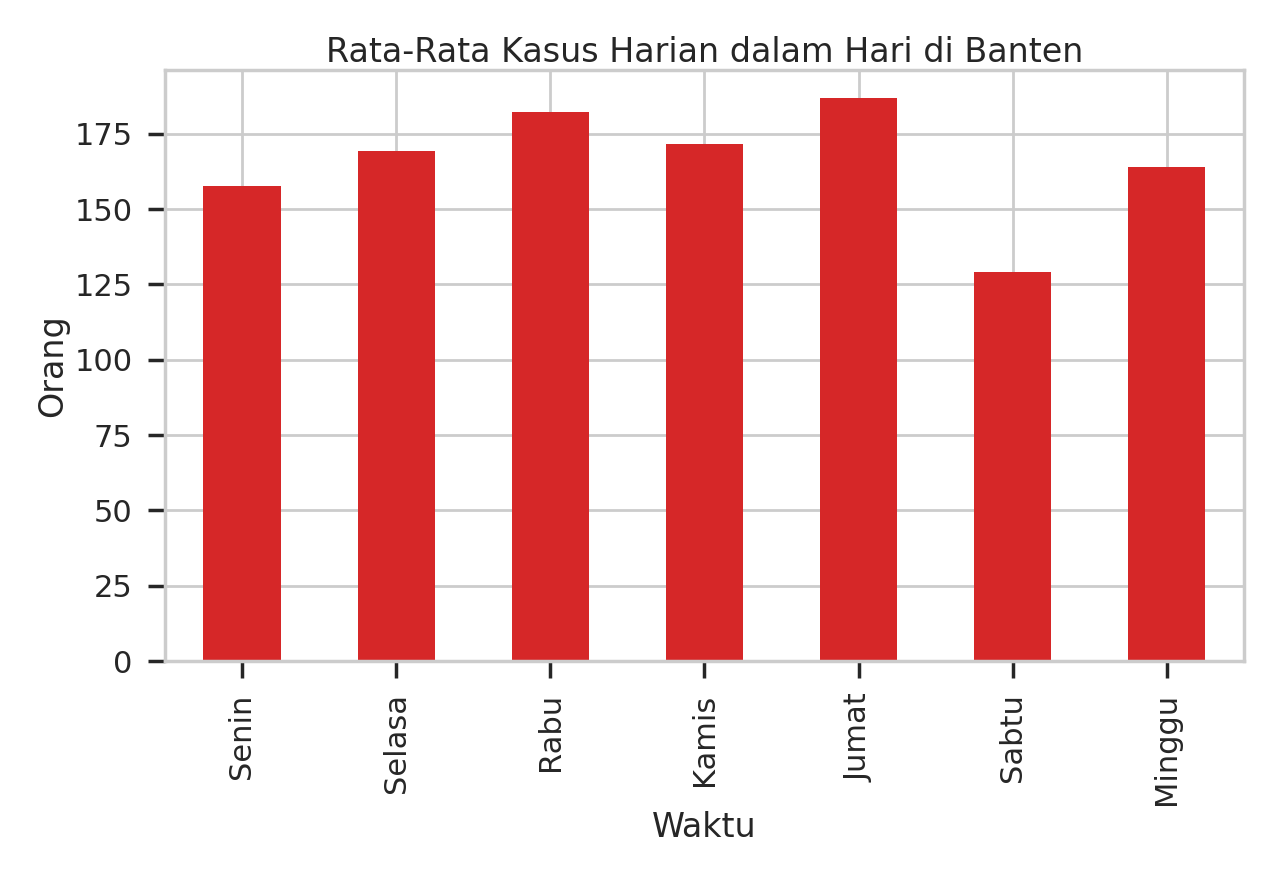 Rata-Rata Kasus Harian dalam Hari di Banten
Orang
175
150
125
100
75
50
25
0
Senin
Selasa
Rabu
Kamis
Jumat
Sabtu
Minggu
Waktu